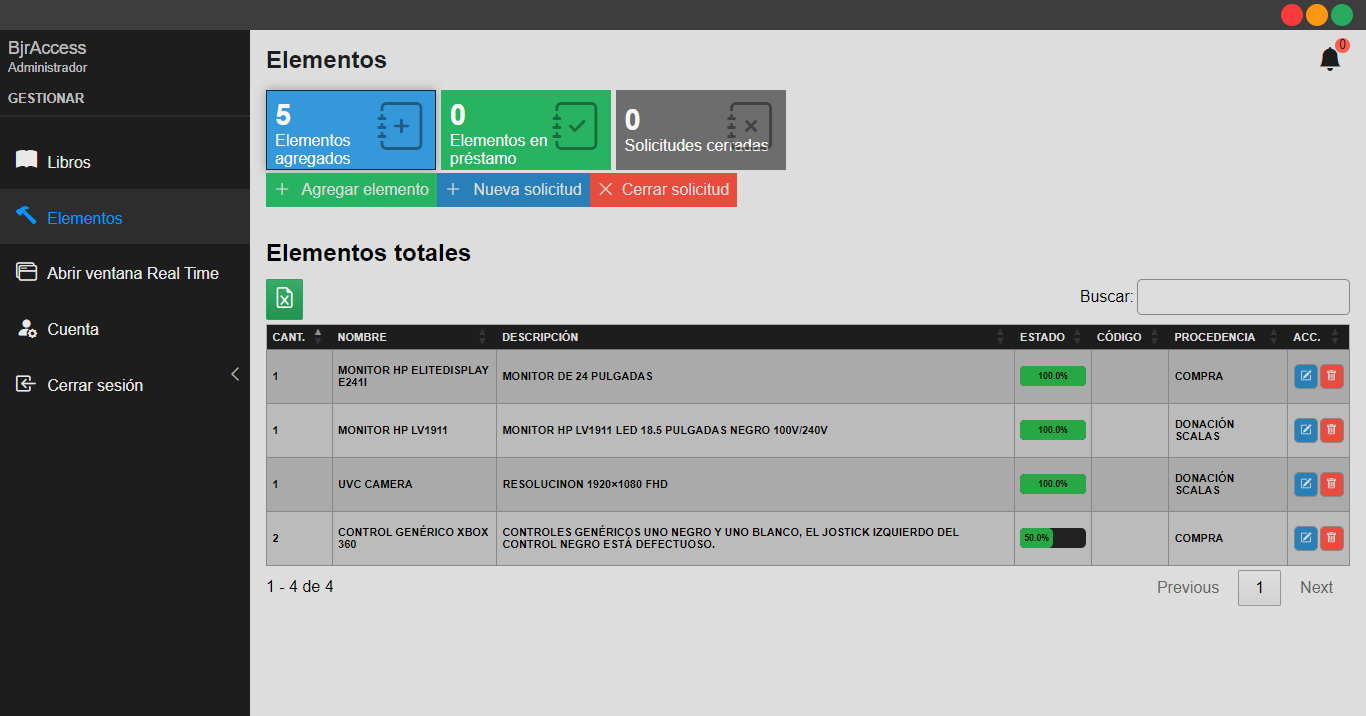 0
BjrAccess
Administrador
GESTIONAR
Libros
Elementos
Abrir ventana Real Time
Cuenta
Cerrar sesión
Elementos
5
Elementos
agregados
0
Elementos en
préstamo
0
Solicitudes cerradas
Agregar elemento
Nueva solicitud
Cerrar solicitud
Elementos totales
Buscar:
CANT. NOMBRE DESCRIPCIÓN ESTADO CÓDIGO PROCEDENCIA ACC.
1
MONITOR HP ELITEDISPLAY
E241I
MONITOR DE 24 PULGADAS
100.0%
COMPRA
1
MONITOR HP LV1911
MONITOR HP LV1911 LED 18.5 PULGADAS NEGRO 100V/240V
100.0%
DONACIÓN
SCALAS
1
UVC CAMERA
RESOLUCINON 1920×1080 FHD
100.0%
DONACIÓN
SCALAS
2
CONTROL GENÉRICO XBOX
360
CONTROLES GENÉRICOS UNO NEGRO Y UNO BLANCO, EL JOSTICK IZQUIERDO DEL
CONTROL NEGRO ESTÁ DEFECTUOSO.
50.0%
COMPRA
1 - 4 de 4
Previous 1 Next